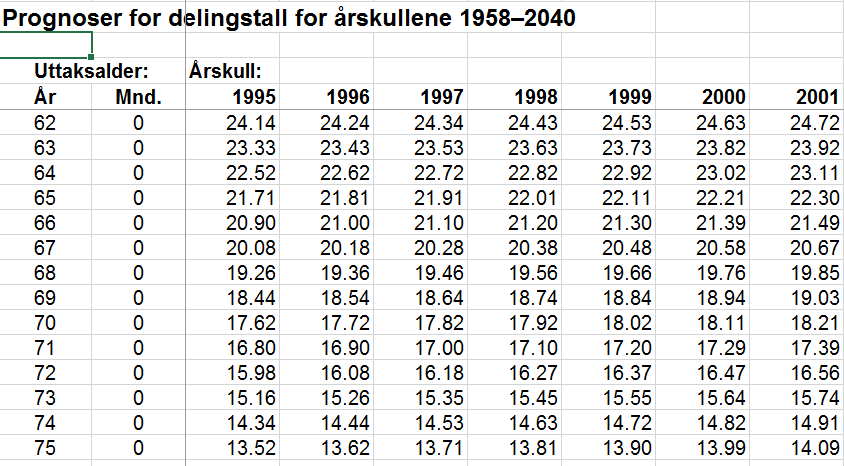 Prognoser for delingstall for årskullene 1958–2040
Uttaksalder: Årskull:
År Mnd. 1995 1996 1997 1998 1999 2000 2001
62 0 24.14 24.24 24.34 24.43 24.53 24.63 24.72
63 0 23.33 23.43 23.53 23.63 23.73 23.82 23.92
64 0 22.52 22.62 22.72 22.82 22.92 23.02 23.11
65 0 21.71 21.81 21.91 22.01 22.11 22.21 22.30
66 0 20.90 21.00 21.10 21.20 21.30 21.39 21.49
67 0 20.08 20.18 20.28 20.38 20.48 20.58 20.67
68 0 19.26 19.36 19.46 19.56 19.66 19.76 19.85
69 0 18.44 18.54 18.64 18.74 18.84 18.94 19.03
70 0 17.62 17.72 17.82 17.92 18.02 18.11 18.21
71 0 16.80 16.90 17.00 17.10 17.20 17.29 17.39
72 0 15.98 16.08 16.18 16.27 16.37 16.47 16.56
73 0 15.16 15.26 15.35 15.45 15.55 15.64 15.74
74 0 14.34 14.44 14.53 14.63 14.72 14.82 14.91
75 0 13.52 13.62 13.71 13.81 13.90 13.99 14.09